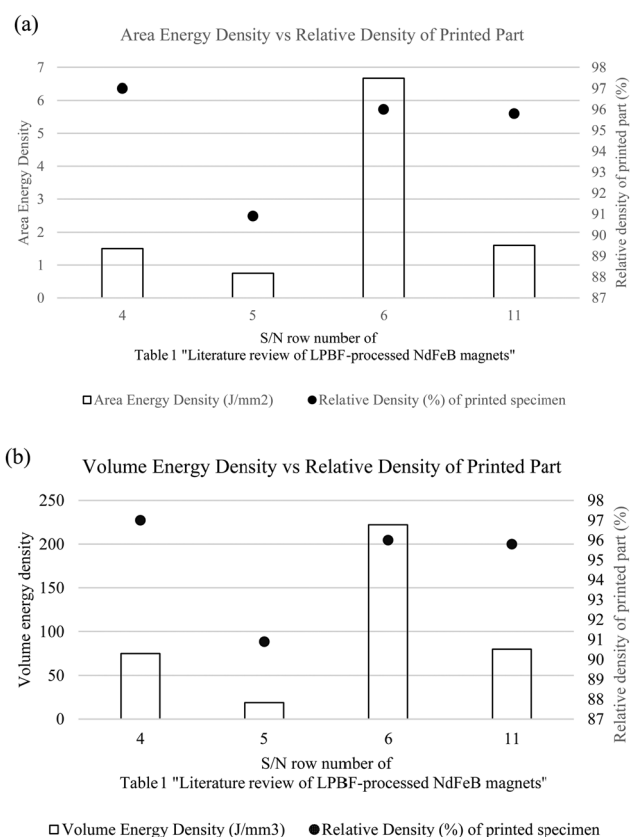 (a)
Area Energy Density vs Relative Density of Printed Part
7
6
5
4
3
2
1
0
Area Energy Density
98
97
96
95
94
93
92
91
90
89
88
87
Relative density of printed part (%)
4 5 6 11
S/N row number of
Table 1 "Literature review of LPBF-processed NdFeB magnets"
Area Energy Density (J/mm2) Relative Density (%) of printed specimen
(b)
Volume Energy Density vs Relative Density of Printed Part
250
200
150
100
50
0
Volume energy density
98
97
96
95
94
93
92
91
90
89
88
87
Relative density of printed part (%)
4 5 6 11
S/N row number of
Table 1 "Literature review of LPBF-processed NdFeB magnets"
Volume Energy Density (J/mm3) Relative Density (%) of printed specimen